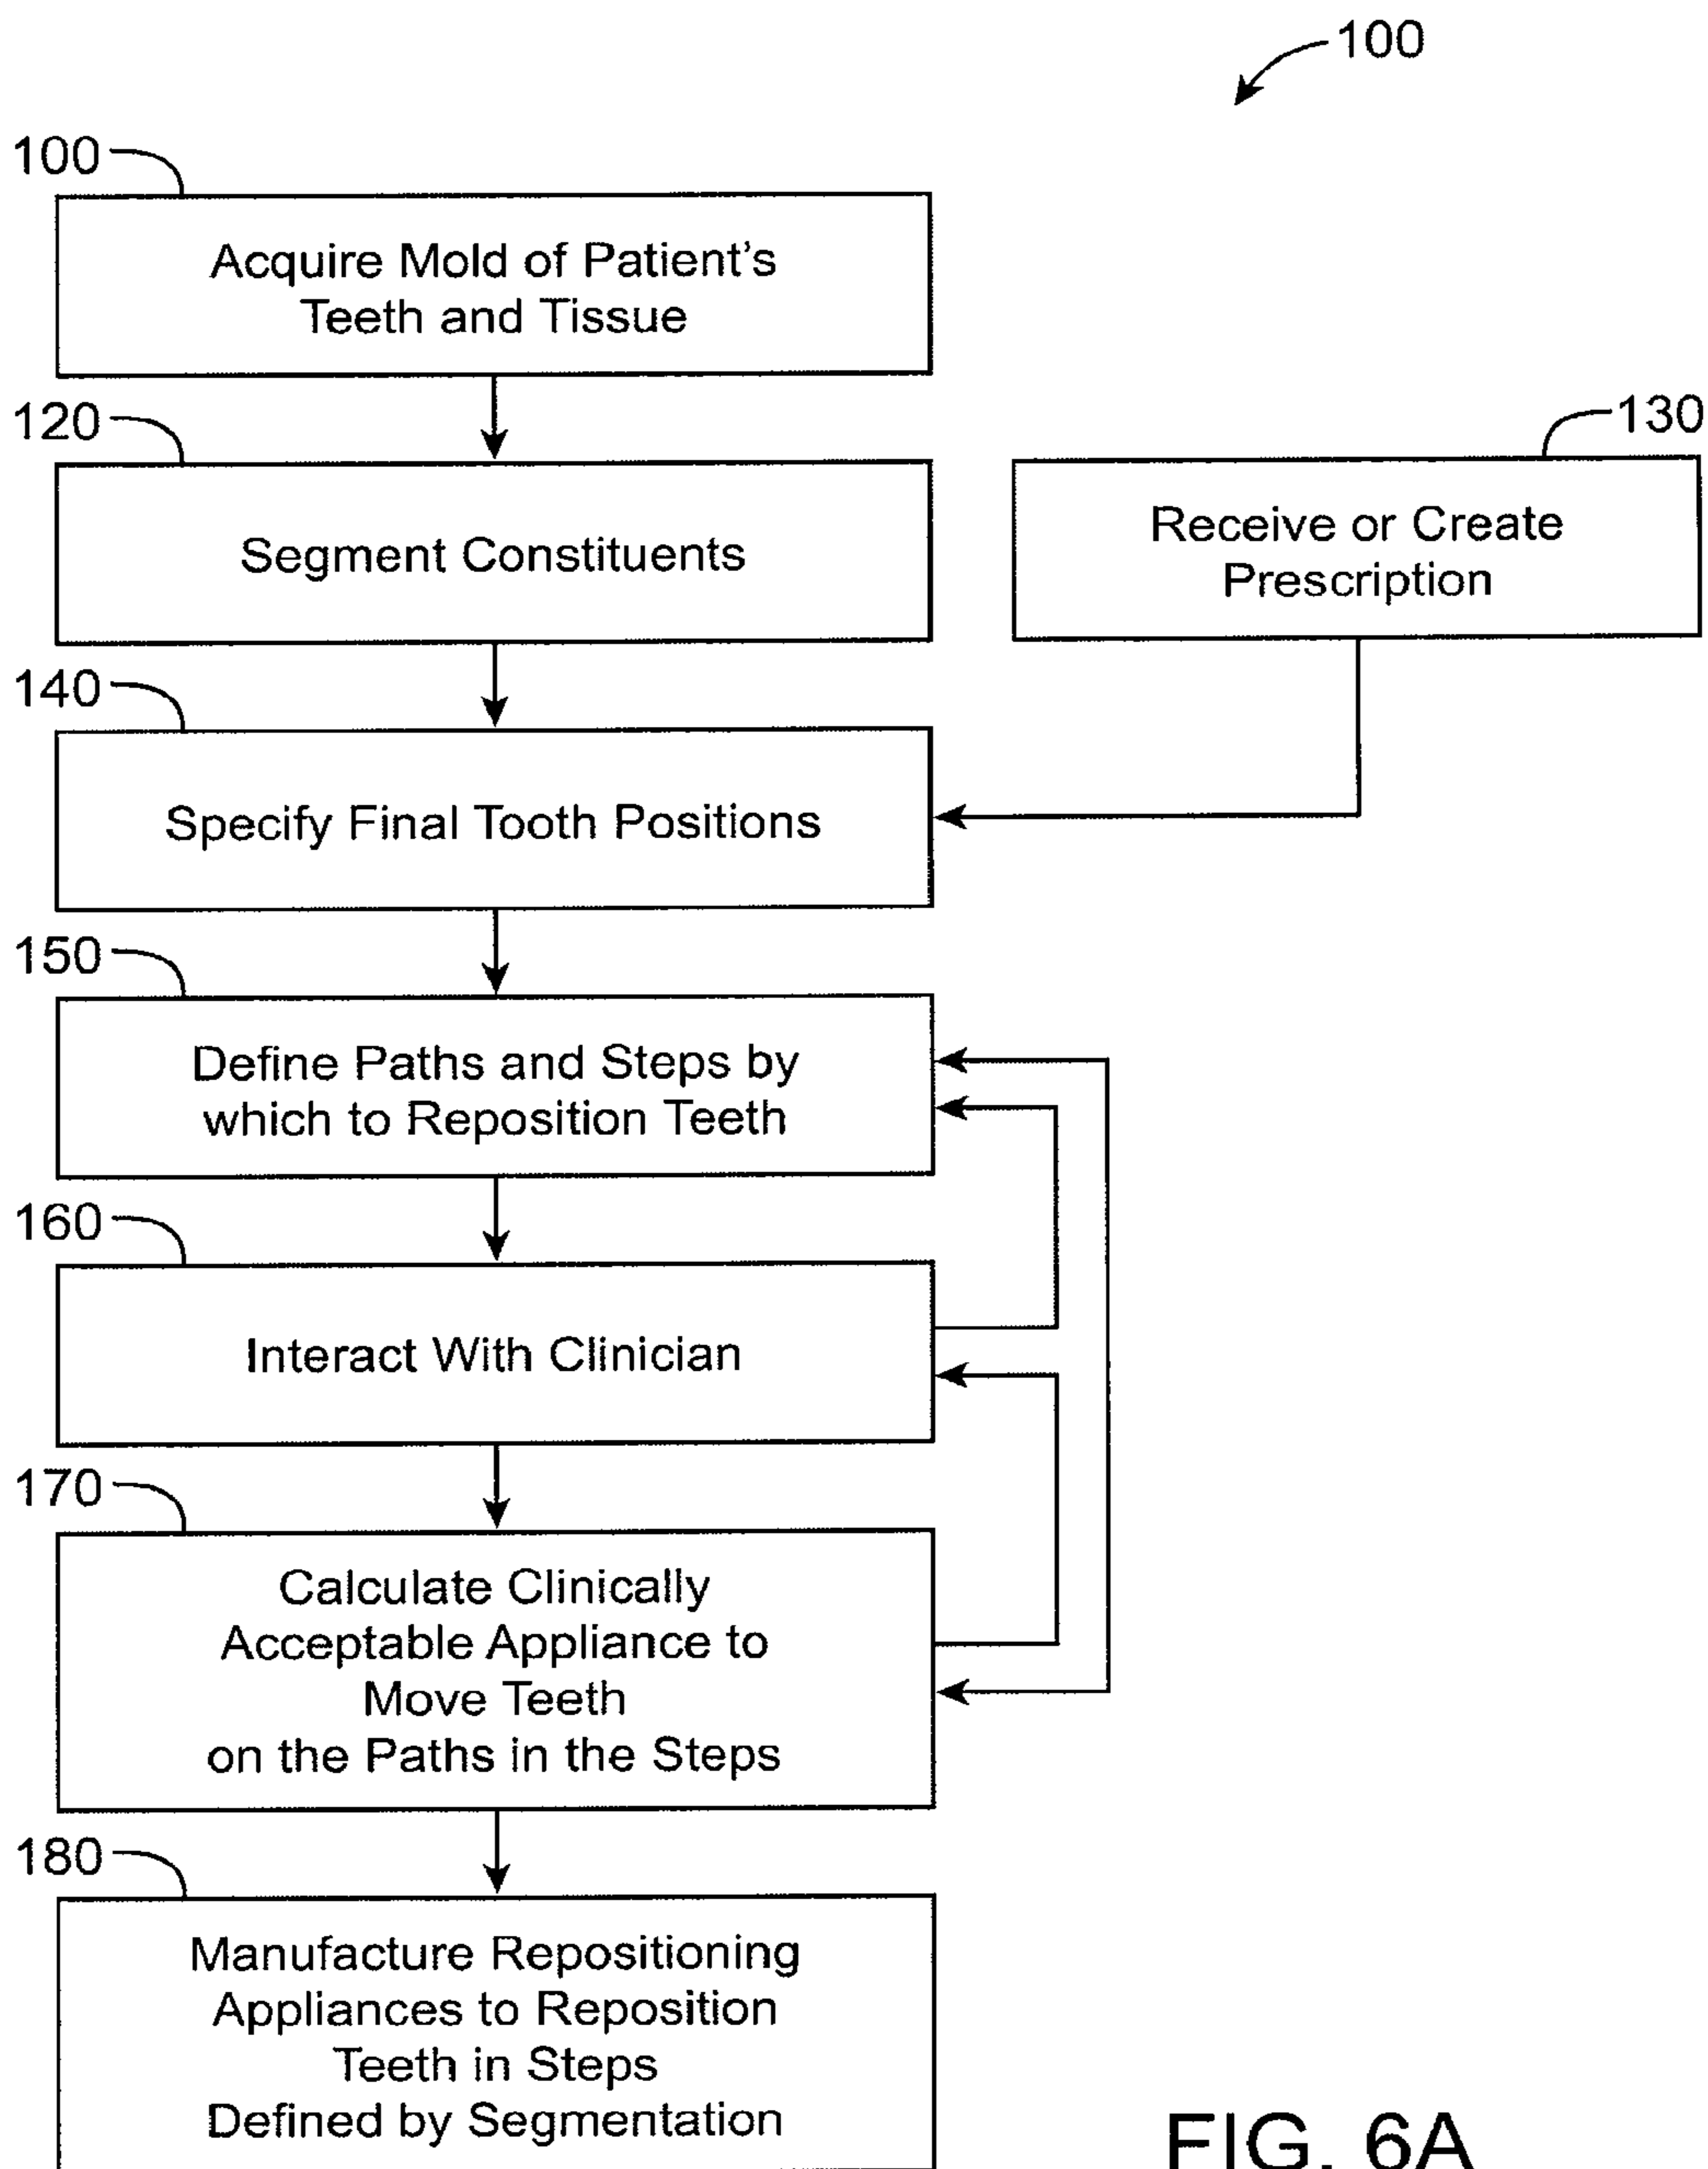 100
100
Acquire Mold of Patient's
Teeth and Tissue
120
Segment Constituents
130
Receive or Create
Prescription
140
Specify Final Tooth Positions
150
Define Paths and Steps by
which to Reposition Teeth
160
Interact With Clinician
170
Calculate Clinically
Acceptable Appliance to
Move Teeth
on the Paths in the Steps
180
Manufacture Repositioning
Appliances to Reposition
Teeth in Steps
Defined by Segmentation
FIG. 6A